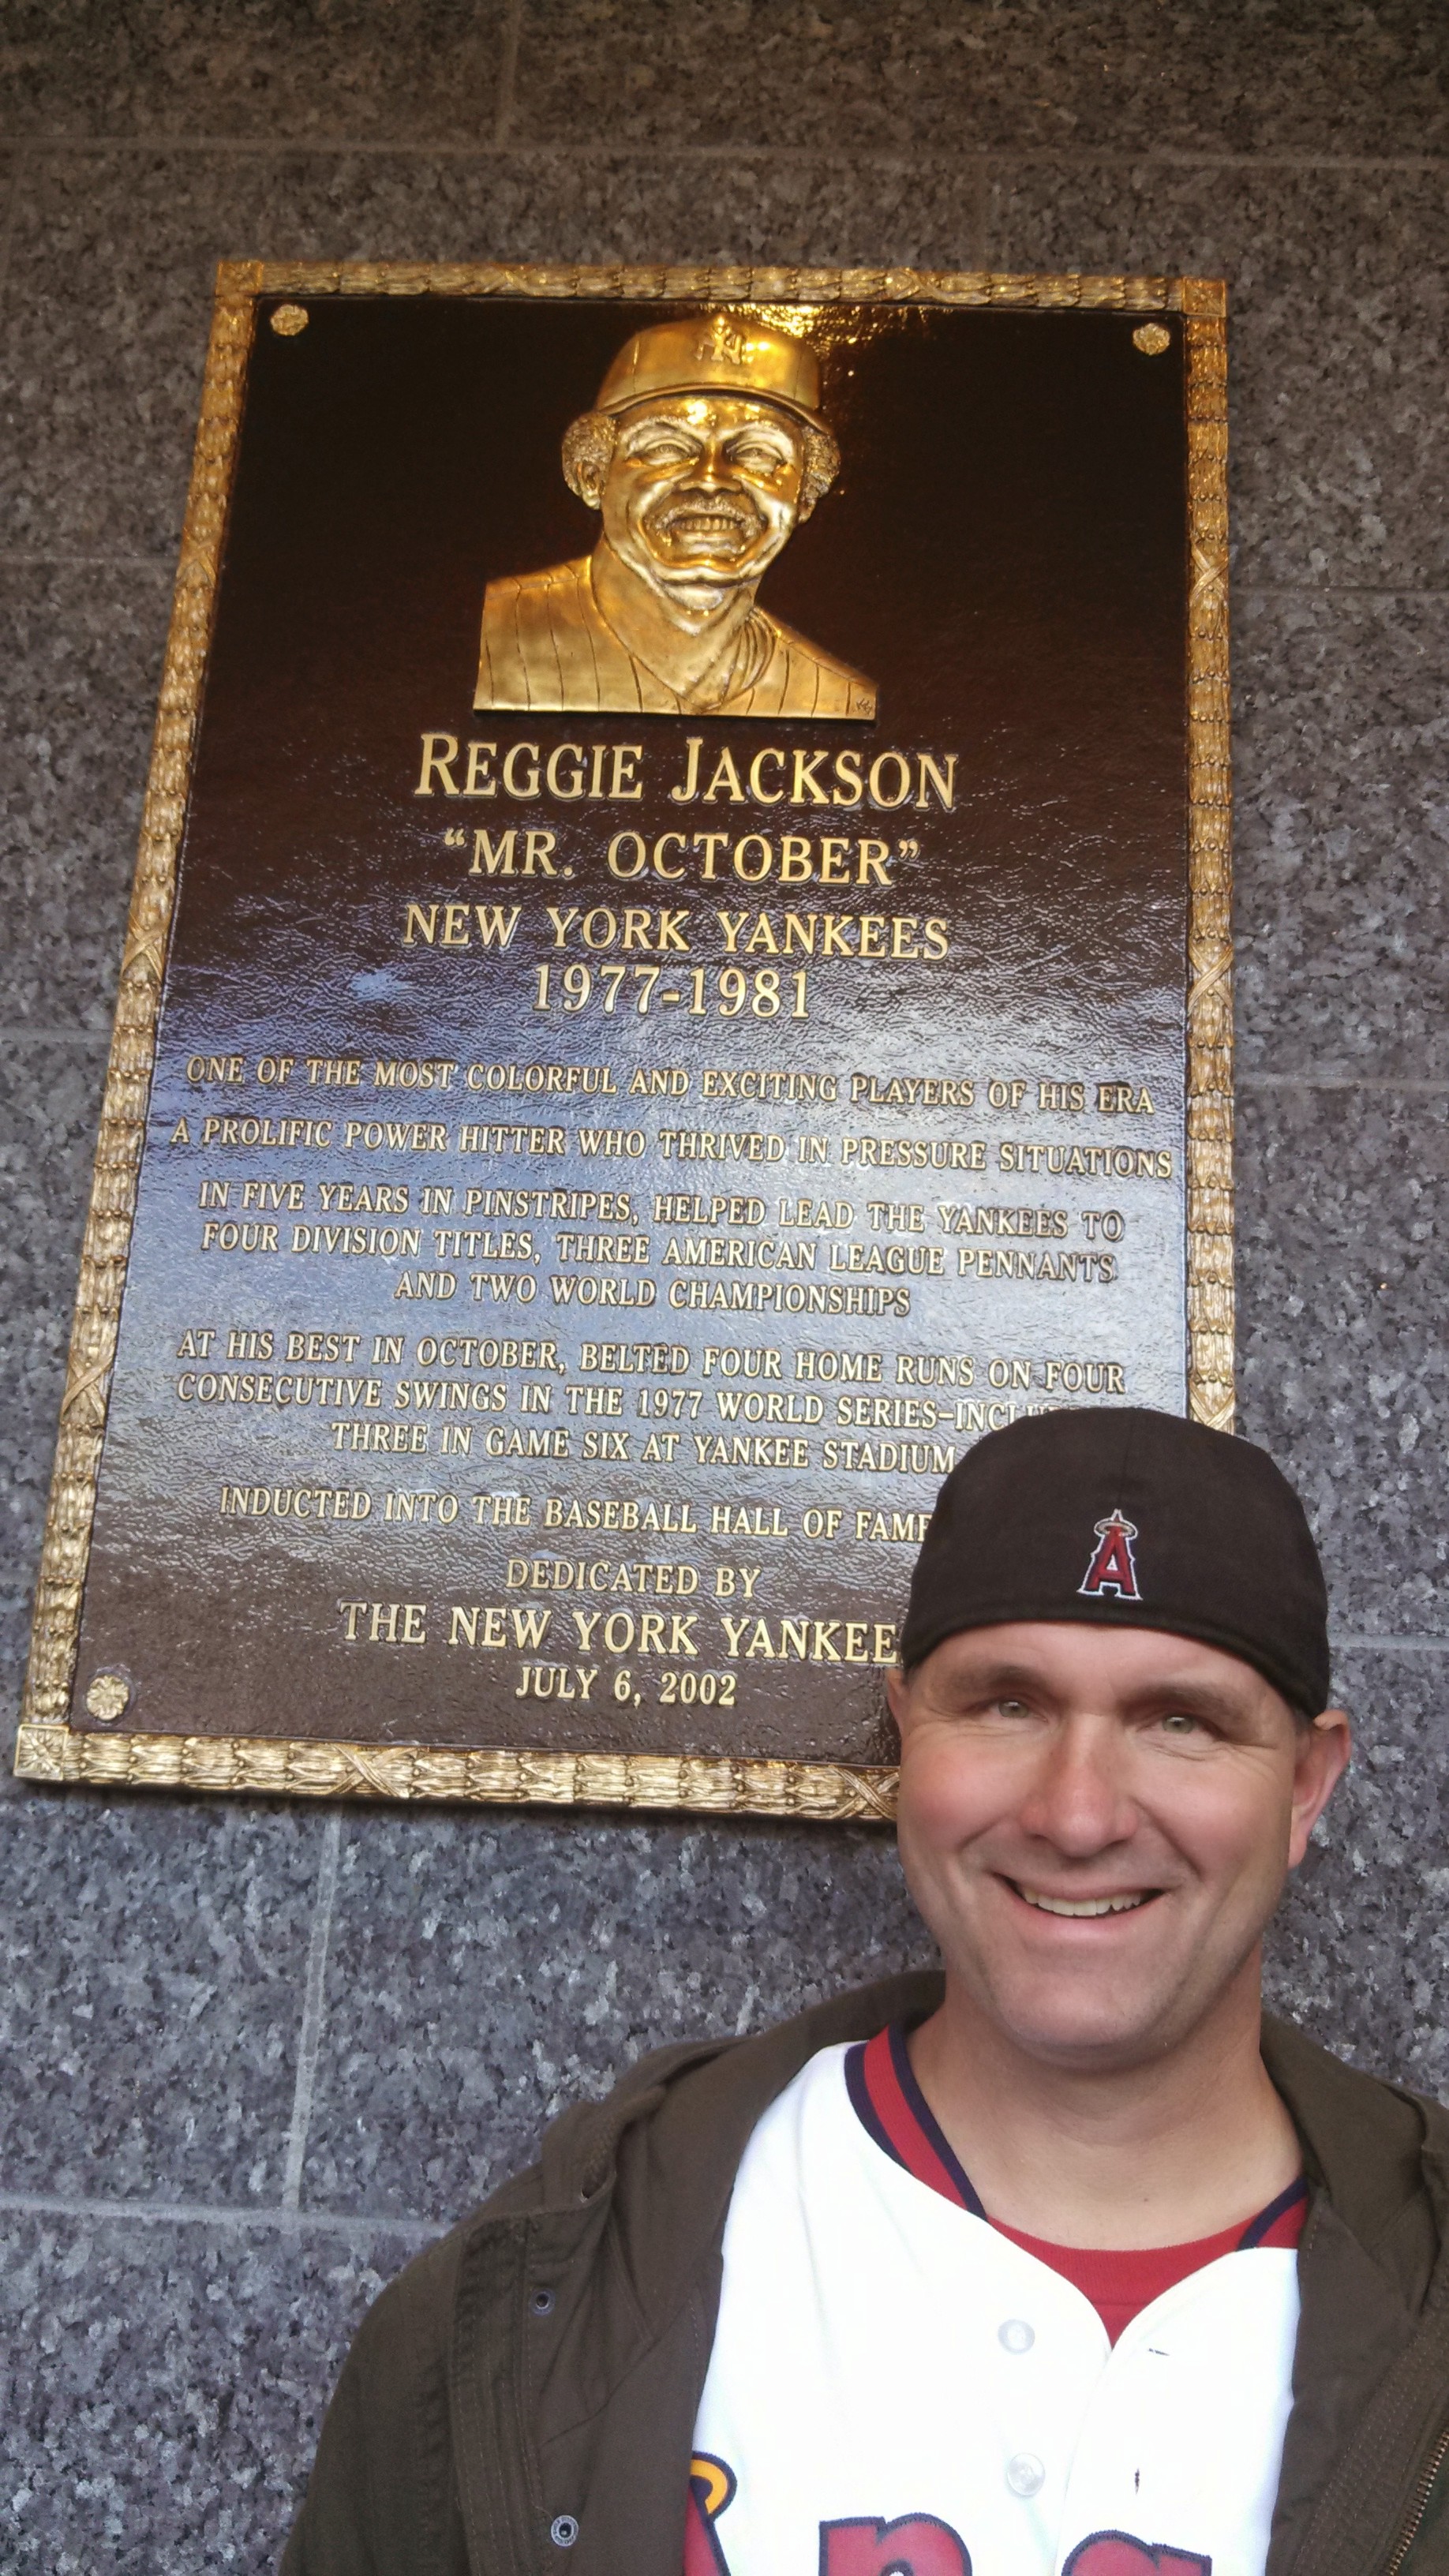 REGGIE JACKSON
"MR. OCTOBER"
NEW YORK YANKEES
1977-1981
ONE OF THE MOST COLORFUL AND EXCITING PLAYERS OF HIS ERA
A PROLIFIC POWER HITTER WHO THRIVED IN PRESSURE SITUATIONS
IN FIVE YEARS IN PINSTRIPES, HELPED LEAD THE YANKEES TO
FOUR DIVISION TITLES, THREE AMERICAN LEAGUE PENNANTS
AND TWO WORLD CHAMPIONSHIPS
AT HIS BEST IN OCTOBER, BELTED FOUR HOME RUNS ON FOUR
CONSECUTIVE SWINGS IN THE 1977 WORLD SERIES-
THREE IN GAME SIX AT YANKEE STADIUM
INDUCTED INTO THE BASEBALL HALL OF FAME
DEDICATED BY
THE NEW YORK YANKEE
JULY 6, 2002
A